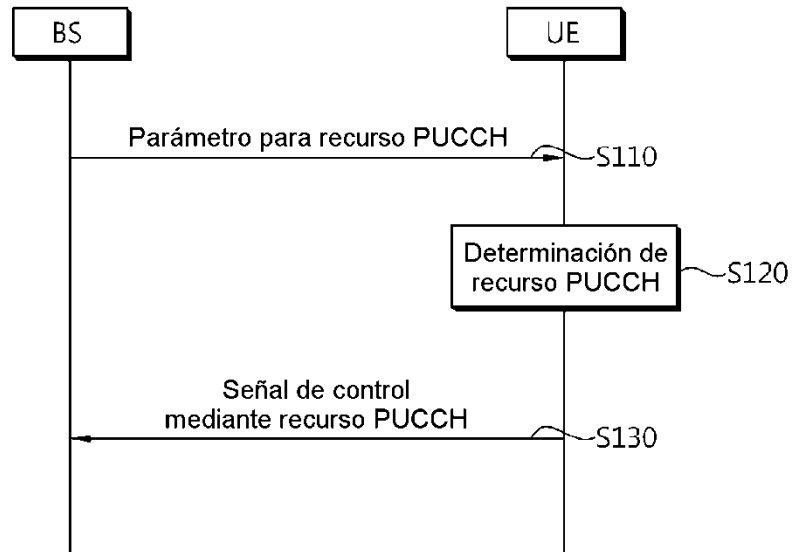 BS
UE
Parámetro para recurso PUCCH
S110
Determinación de
recurso PUCCH
S120
Señal de control
mediante recurso PUCCH
S130